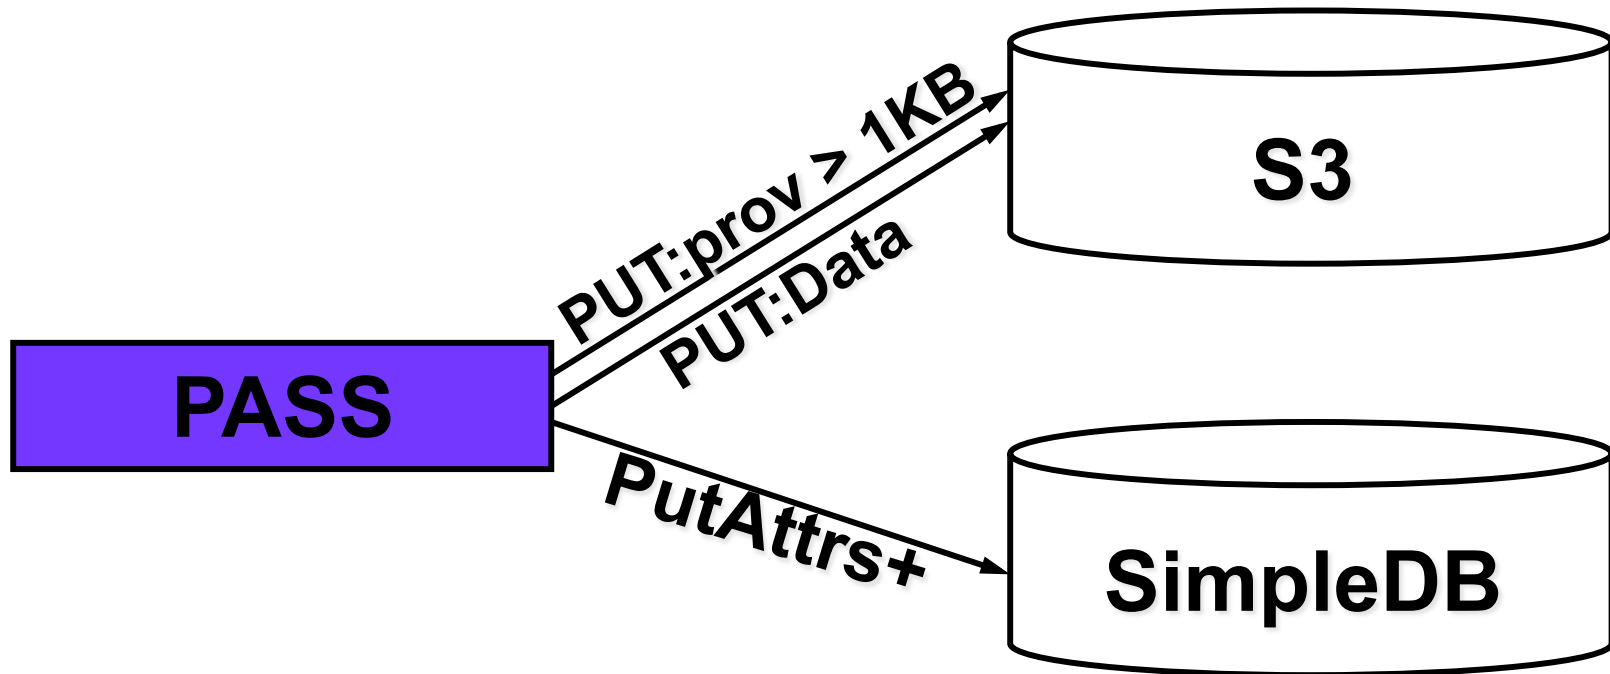 PUT:prov > 1KB
S3
PUT:Data
PASS
PutAttrs+
SimpleDB